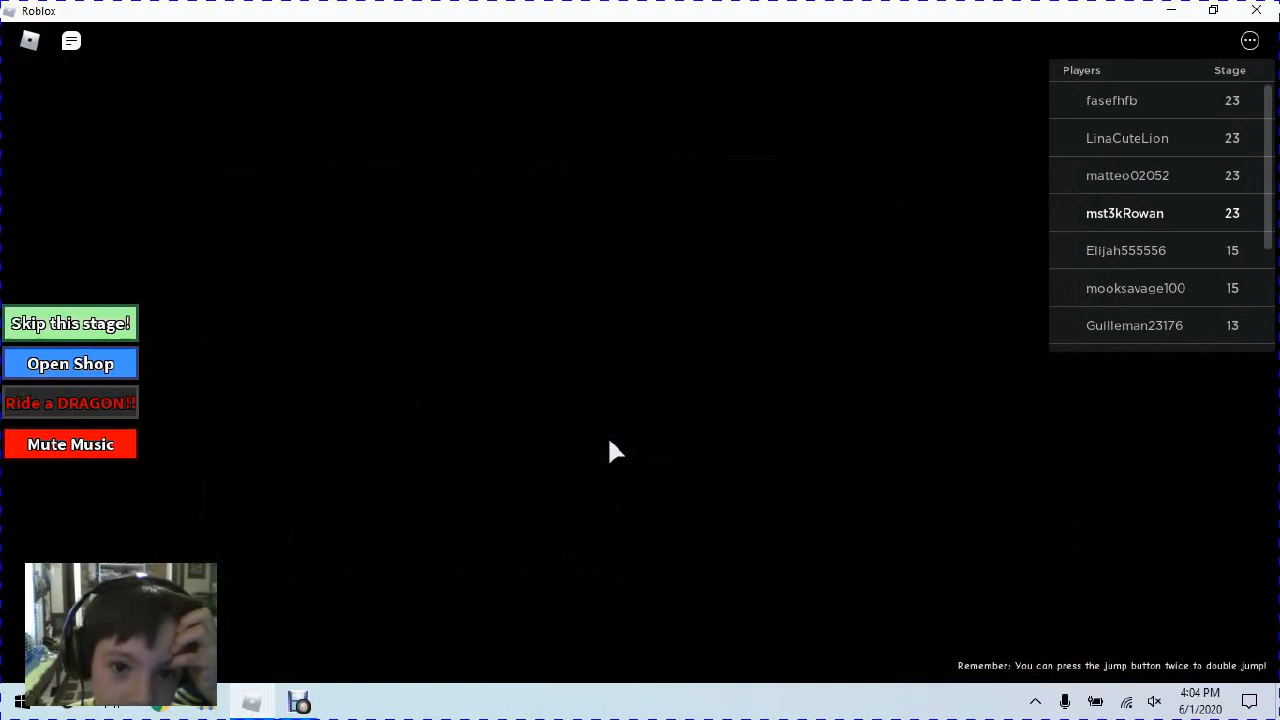 Roblox
Players Stage
fasefhfb 23
LinaCuteLion 23
matteo02052 23
mst3kRowan 23
Elijah555556 15
mooksavage100 15
Guilleman23176 13
Skip this stage!
Open Shop
Ride a DRAGON!!
Mute Music
Remember: You can press the jump button twice to double jump!
4:04 PM
6/1/2020